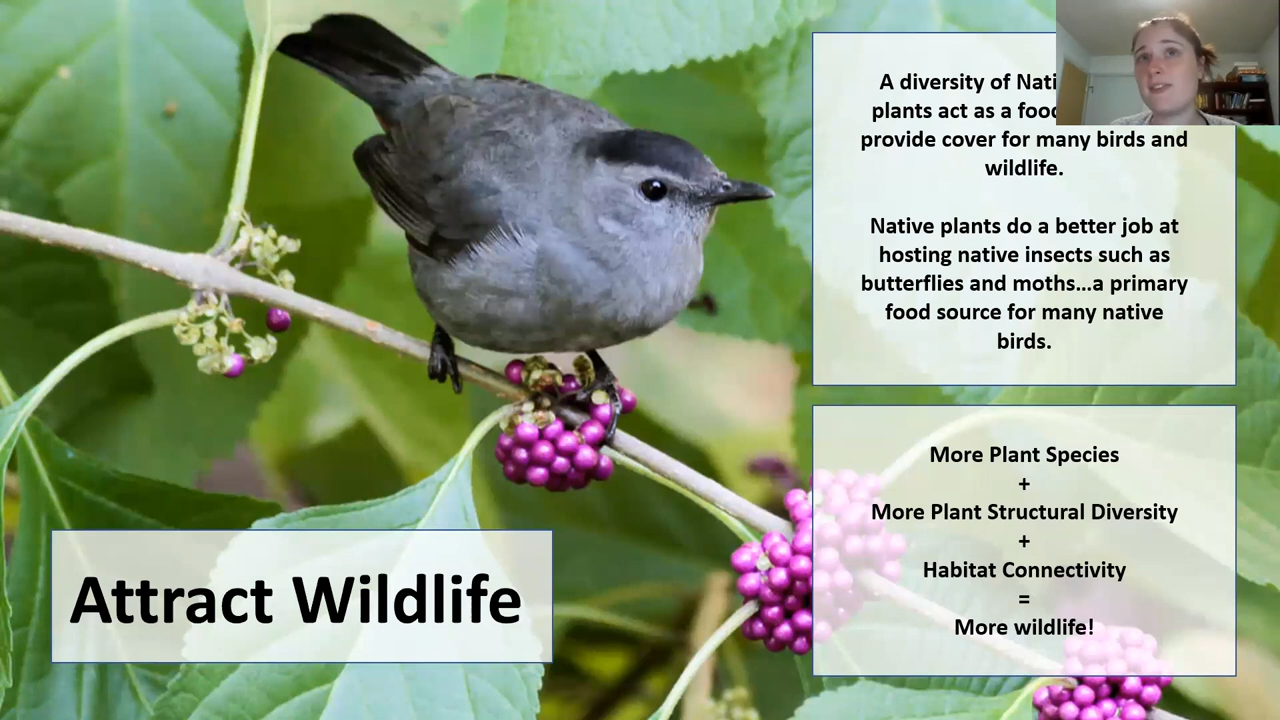 A diversity of
plants act as a
provide cover for many birds and
wildlife.
Native plants do a better job at
hosting native insects such as
butterflies and moths...a primary
food source for many native
birds.
More Plant Species
+
More Plant Structural Diversity
+
Habitat Connectivity
=
More wildlife!
Attract Wildlife